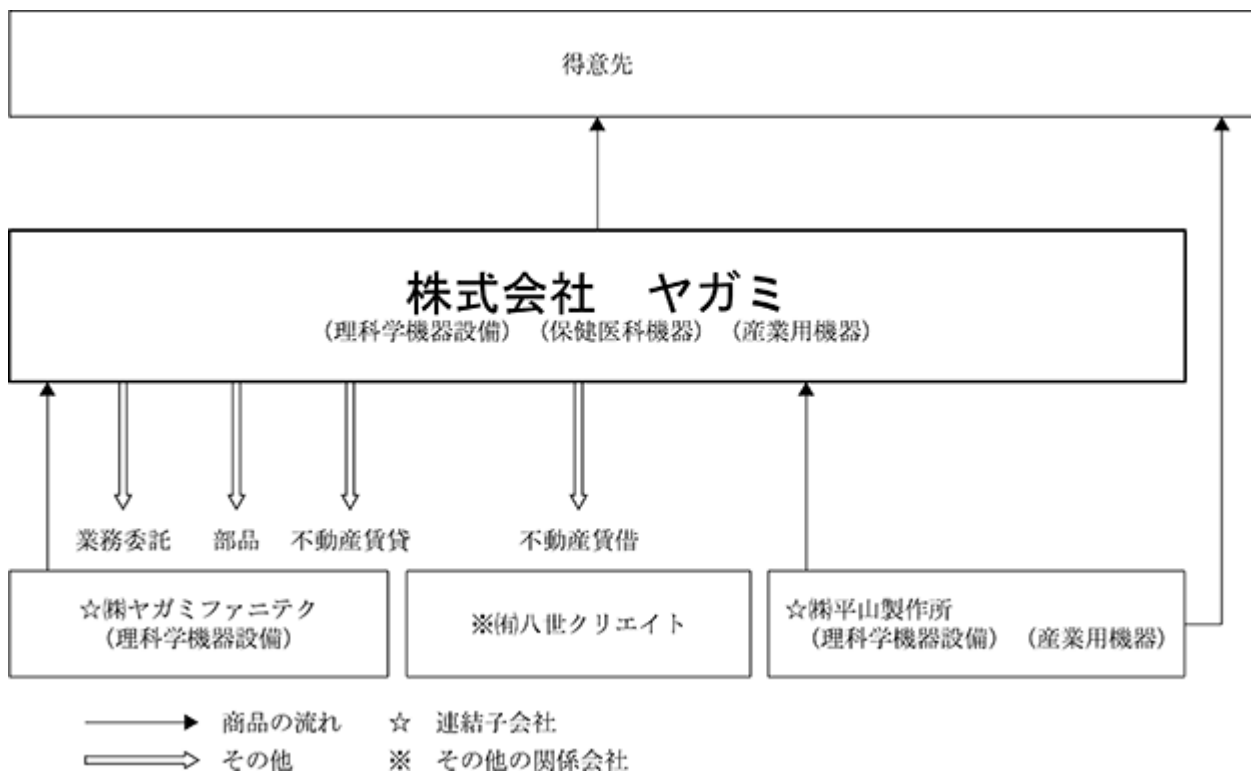 得意先
株式会社　ヤガミ
（理科学機器設備）（保健医科機器）（産業用機器）
業務委託　部品　不動産賃貸　不動産賃借
☆㈱ヤガミファニテク
（理科学機器設備）
※㈲八世クリエイト
☆㈱平山製作所
（理科学機器設備）（産業用機器）
商品の流れ　☆　連結子会社
その他　※　その他の関係会社